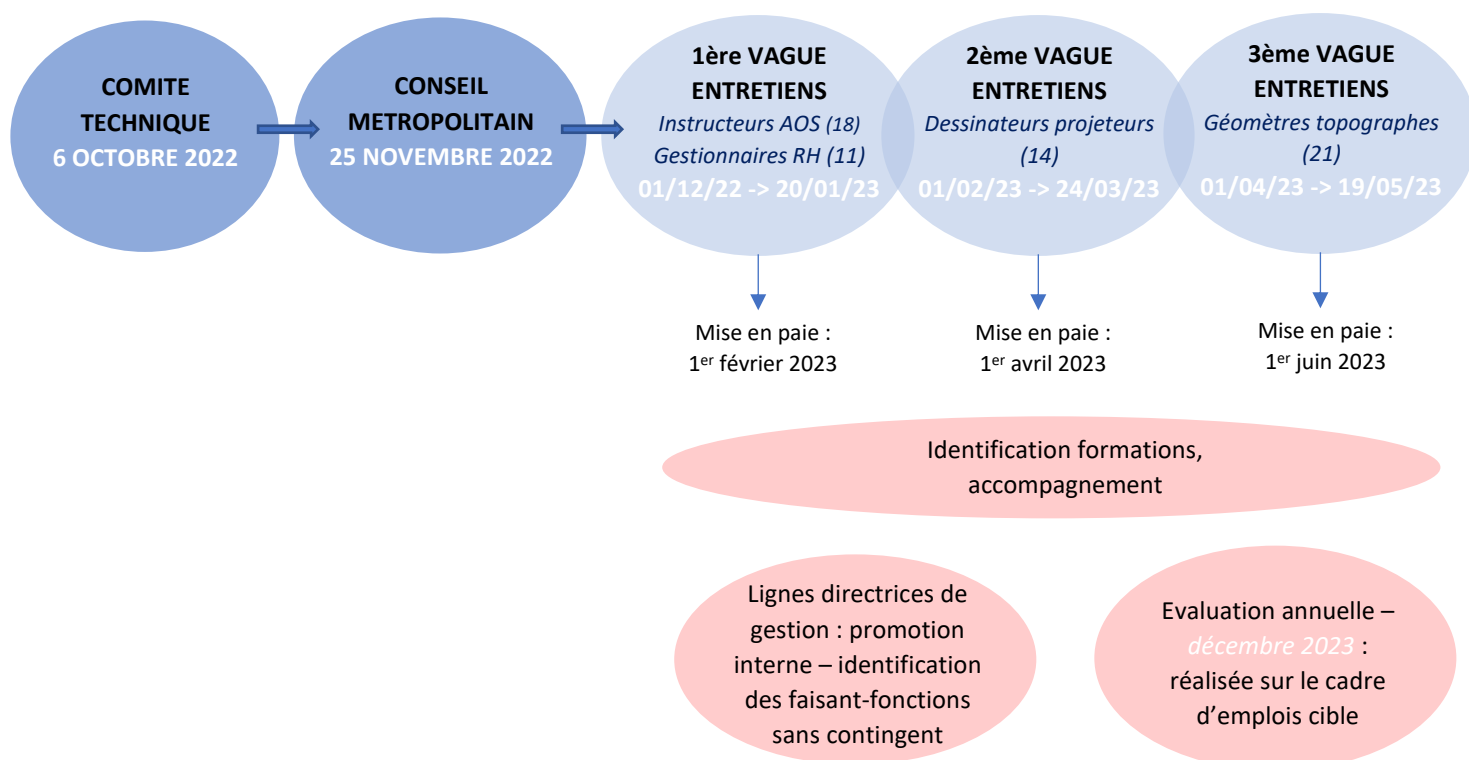 COMITE
TECHNIQUE
6 OCTOBRE 2022
CONSEIL
METROPOLITAIN
25 NOVEMBRE 2022
1ère VAGUE
ENTRETIENS
Instructeurs AOS (18)
Gestionnaires RH (11)
01/12/22 -> 20/01/23
2ème VAGUE
ENTRETIENS
Dessinateurs projeteurs
(14)
01/02/23 -> 24/03/23
3ème VAGUE
ENTRETIENS
Géomètres topographes
(21)
01/04/23 -> 19/05/23
Mise en paie :
1er février 2023
Mise en paie :
1er avril 2023
Mise en paie :
1er juin 2023
Identification formations,
accompagnement
Lignes directrices de
gestion : promotion
interne – identification
des faisant-fonctions
sans contingent
Evaluation annuelle –
décembre 2023 :
réalisée sur le cadre
d’emplois cible